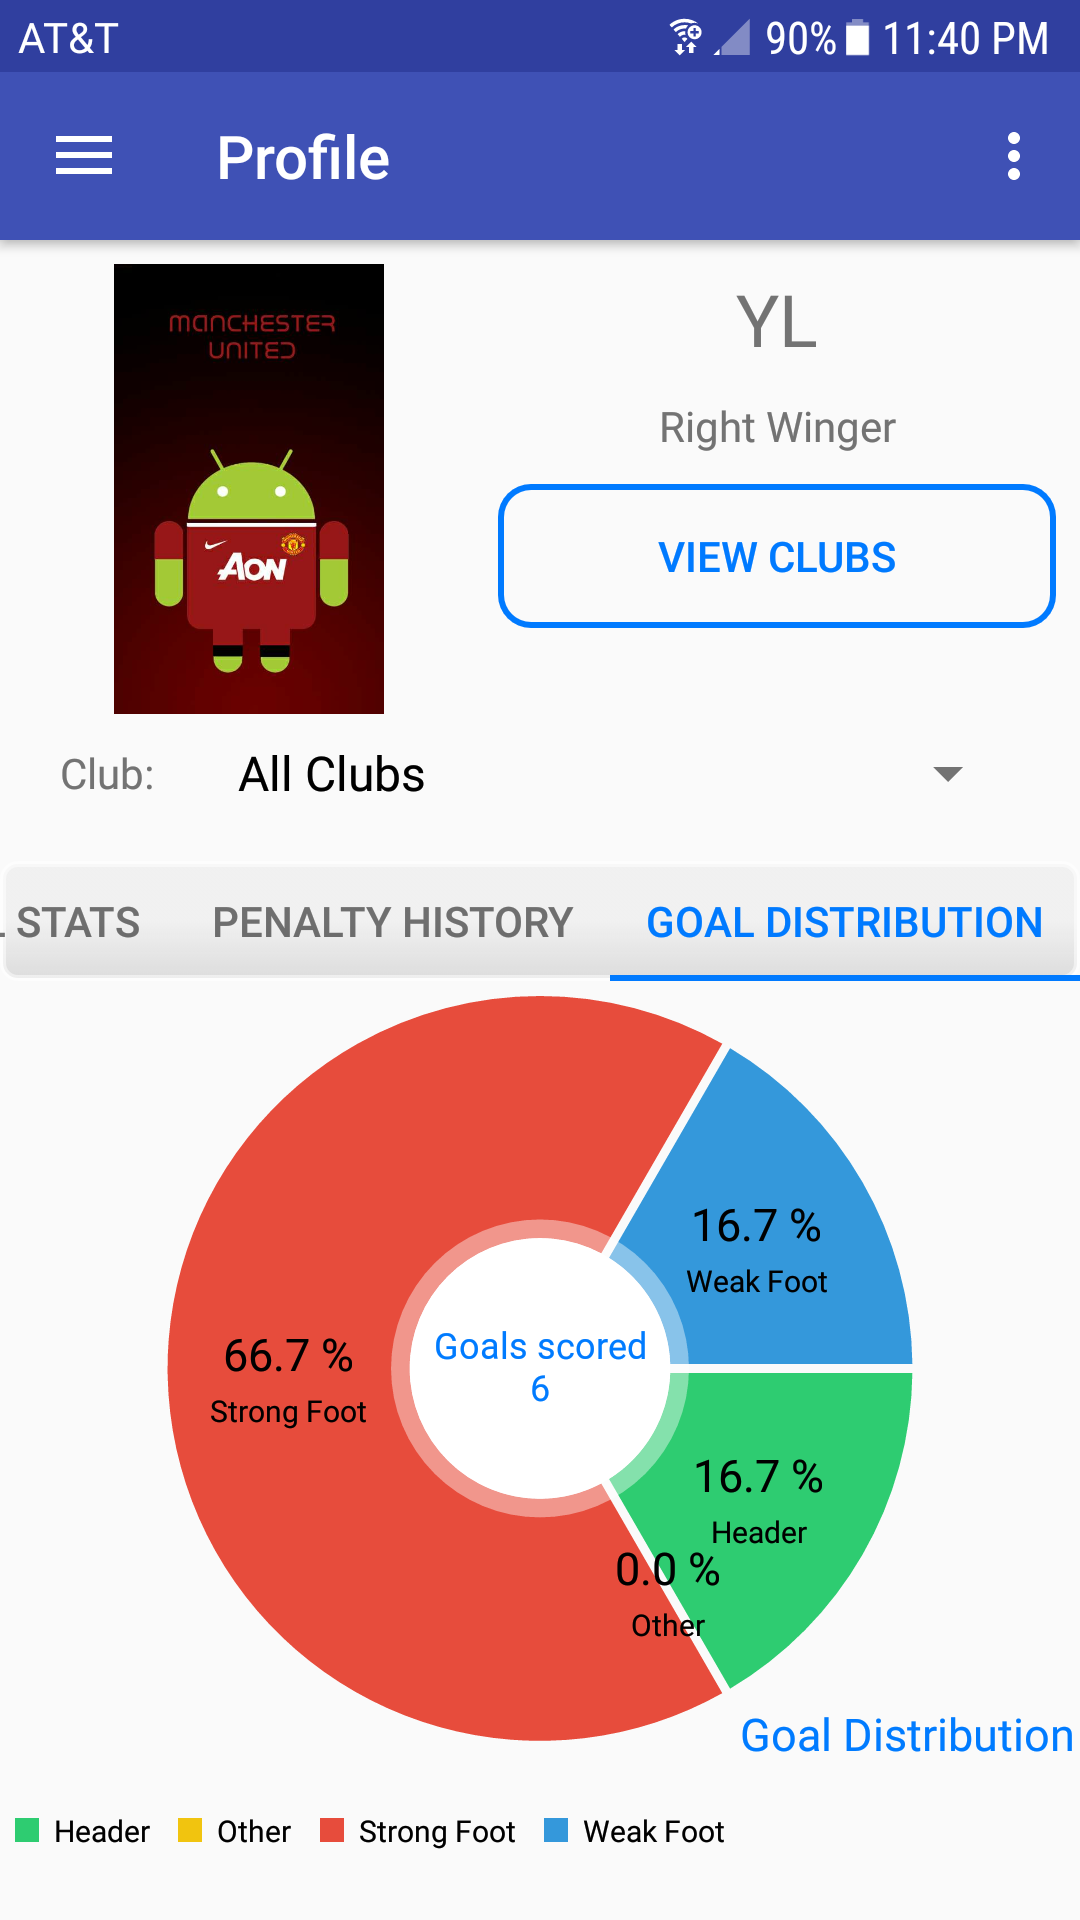 AT&T 90% 11:40 PM
Profile
MANCHESTER
UNITED
AON
YL
Right Winger
VIEW CLUBS
Club: All Clubs
STATS PENALTY HISTORY GOAL DISTRIBUTION
16.7 %
Weak Foot
66.7 %
Strong Foot
Goals scored
6
16.7 %
Header
0.0 %
Other
Goal Distribution
Header Other Strong Foot Weak Foot